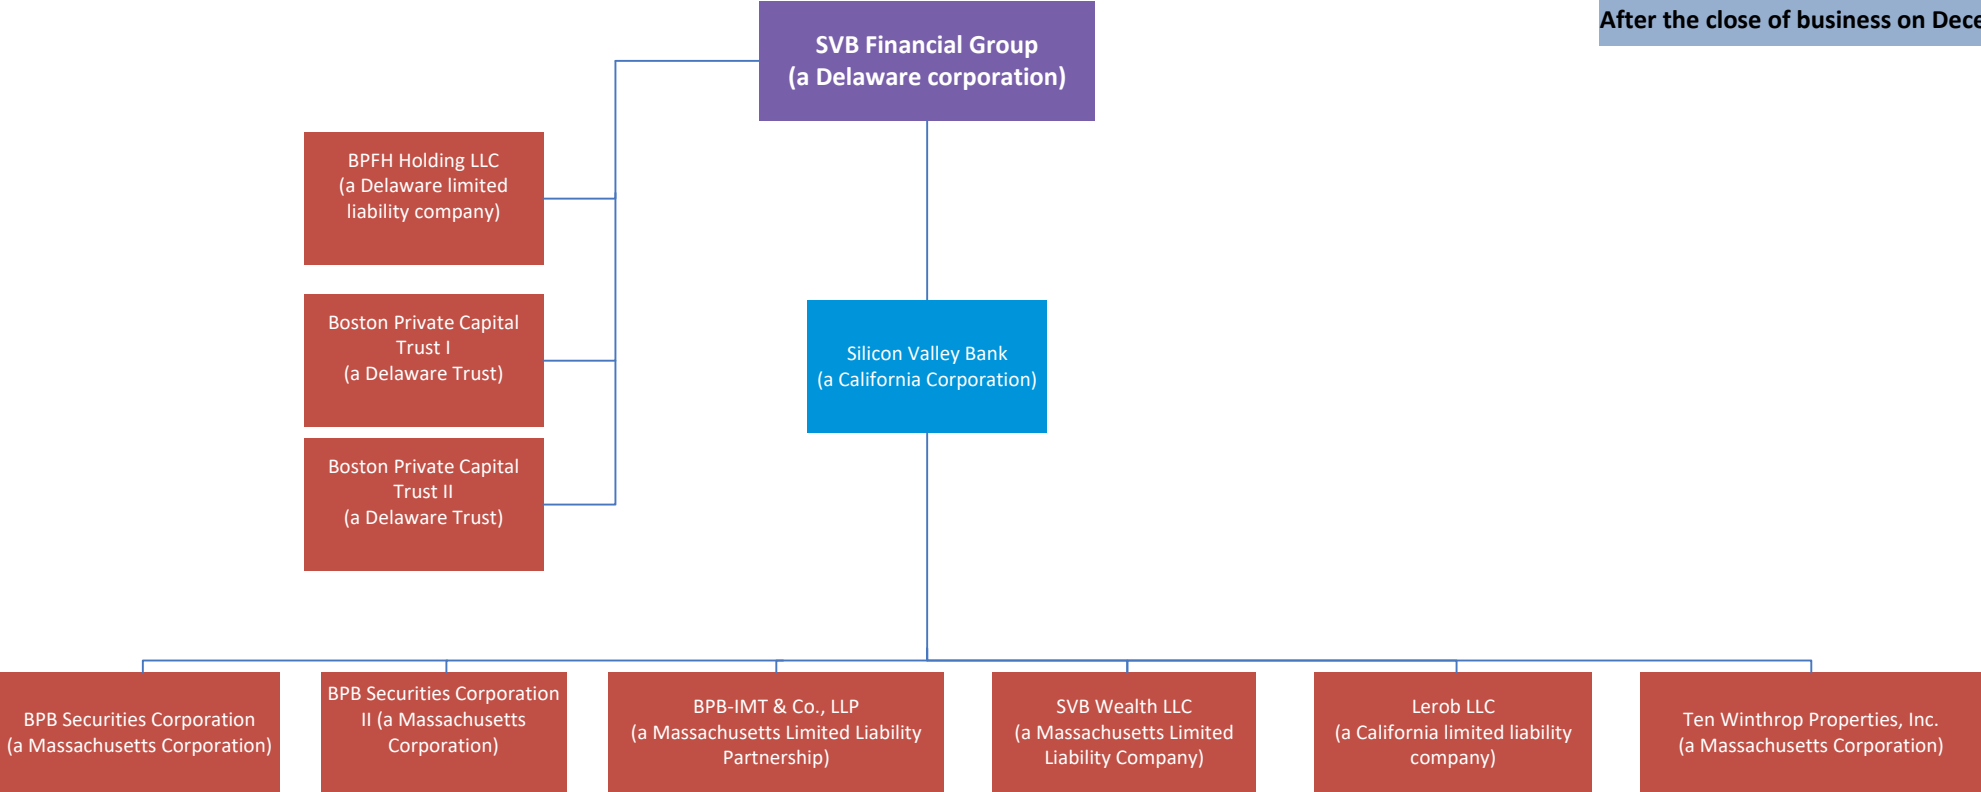 After the close of business on
SVB Financial Group
(a Delaware corporation)
BPFH Holding LLC
(a Delaware limited
liability company)
Boston Private Capital
Trust I
(a Delaware Trust)
Silicon Valley Bank
(a California Corporation)
Boston Private Capital
Trust II
(a Delaware Trust)
BPB Securities Corporation
(a Massachusetts Corporation)
BPB Securities Corporation
II (a Massachusetts
Corporation)
BPB-IMT & Co., LLP
(a Massachusetts Limited Liability
Partnership)
SVB Wealth LLC
(a Massachusetts Limited
Liability Company)
Lerob LLC
(a California limited liability
company)
Ten Winthrop Properties, Inc.
(a Massachusetts Corporation)